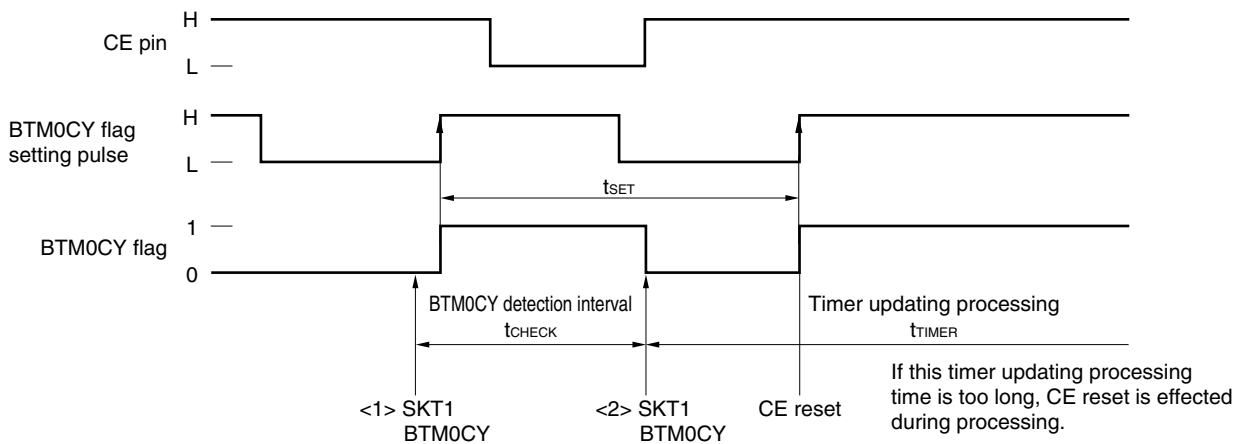 H
CE pin
L
H
BTM0CY flag
setting pulse
L
tSET
1
BTM0CY flag
0
BTM0CY detection interval
tCHECK
Timer updating processing
tTIMER
If this timer updating processing
time is too long, CE reset is effected
during processing.
<1> SKT1
BTM0CY
<2> SKT1
BTM0CY
CE reset